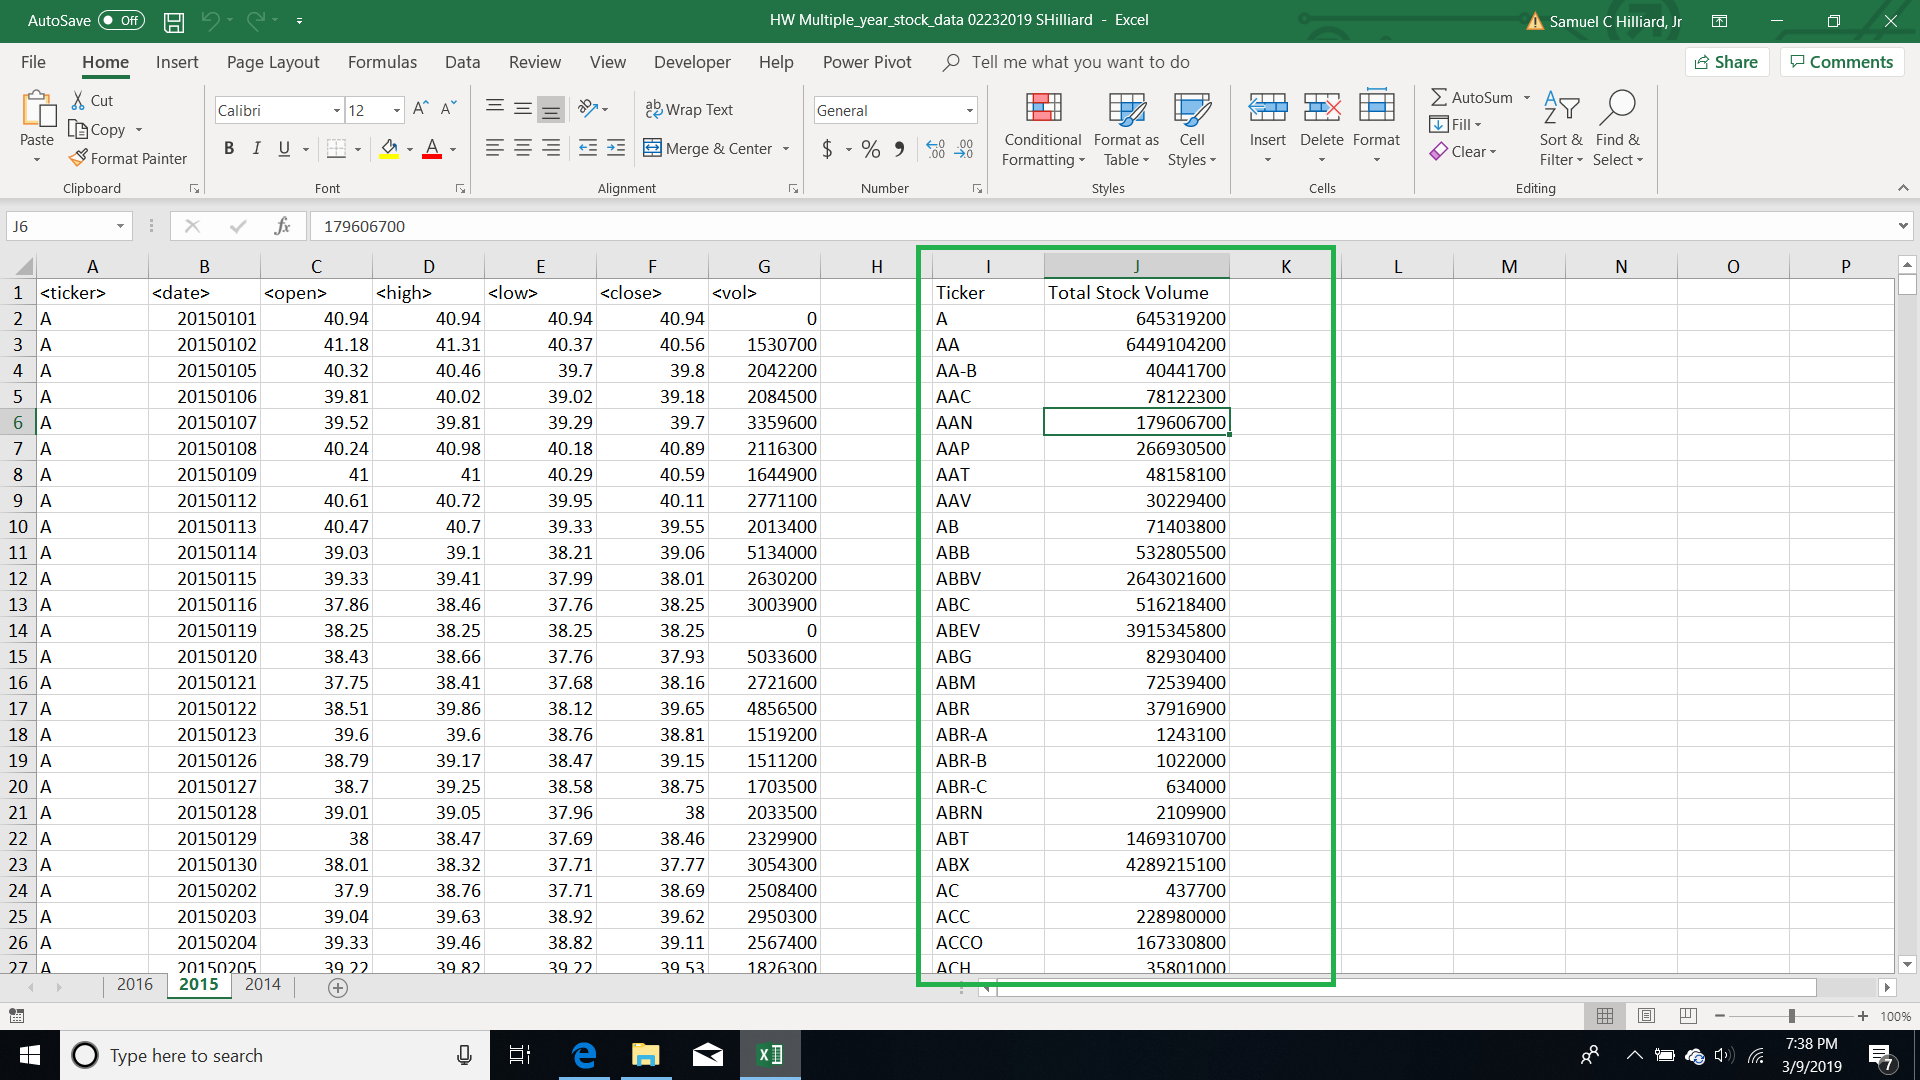 AutoSave Off HW Multiple_year_stock_data 02232019 SHilliard - Excel Samuel C Hilliard, Jr
File Home Insert Page Layout Formulas Data Review View Developer Help Power Pivot Tell me what you want to do Share Comments
Paste Cut Copy Format Painter
Calibri 12 B I U A
Wrap Text Merge & Center
General $ % 9
Conditional Formatting Format as Table Cell Styles
Insert Delete Format
AutoSum Fill Clear Sort & Filter Find & Select
Clipboard Font Alignment Number Styles Cells Editing
J6 fx 179606700
A B C D E F G H I J K L M N O P
1 <ticker> <date> <open> <high> <low> <close> <vol> Ticker Total Stock Volume
2 A 20150101 40.94 40.94 40.94 40.94 0 A 645319200
3 A 20150102 41.18 41.31 40.37 40.56 1530700 AA 6449104200
4 A 20150105 40.32 40.46 39.7 39.8 2042200 AA-B 40441700
5 A 20150106 39.81 40.02 39.02 39.18 2084500 AAC 78122300
6 A 20150107 39.52 39.81 39.29 39.7 3359600 AAN 179606700
7 A 20150108 40.24 40.98 40.18 40.89 2116300 AAP 266930500
8 A 20150109 41 41 40.29 40.59 1644900 AAT 48158100
9 A 20150112 40.61 40.72 39.95 40.11 2771100 AAV 30229400
10 A 20150113 40.47 40.7 39.33 39.55 2013400 AB 71403800
11 A 20150114 39.03 39.1 38.21 39.06 5134000 ABB 532805500
12 A 20150115 39.33 39.41 37.99 38.01 2630200 ABBV 2643021600
13 A 20150116 37.86 38.46 37.76 38.25 3003900 ABC 516218400
14 A 20150119 38.25 38.25 38.25 38.25 0 ABEV 3915345800
15 A 20150120 38.43 38.66 37.76 37.93 5033600 ABG 82930400
16 A 20150121 37.75 38.41 37.68 38.16 2721600 ABM 72539400
17 A 20150122 38.51 39.86 38.12 39.65 4856500 ABR 37916900
18 A 20150123 39.6 39.6 38.76 38.81 1519200 ABR-A 1243100
19 A 20150126 38.79 39.17 38.47 39.15 1511200 ABR-B 1022000
20 A 20150127 38.7 39.25 38.58 38.75 1703500 ABR-C 634000
21 A 20150128 39.01 39.05 37.96 38 2033500 ABRN 2109900
22 A 20150129 38 38.47 37.69 38.46 2329900 ABT 1469310700
23 A 20150130 38.01 38.32 37.71 37.77 3054300 ABX 4289215100
24 A 20150202 37.9 38.76 37.71 38.69 2508400 AC 437700
25 A 20150203 39.04 39.63 38.92 39.62 2950300 ACC 228980000
26 A 20150204 39.33 39.46 38.82 39.11 2567400 ACCO 167330800
27 A 20150205 39.22 39.82 39.22 39.53 1826300 ACH 35801000
2016 2015 2014
100%
Type here to search 7:38 PM
3/9/2019 7